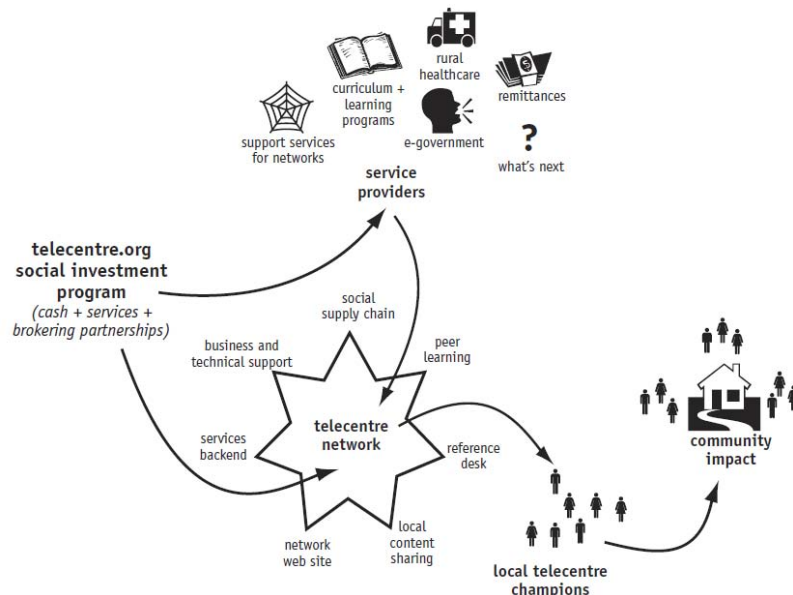 rural
healthcare
curriculum +
learning
programs
remittances
$
support services
for networks
e-government
?
what's next
service
providers
telecentre.org
social investment
program
(cash + services +
brokering partnerships)
social
supply chain
business and
technical support
peer
learning
telecentre
network
services
backend
reference
desk
network
web site
local
content
sharing
community
impact
local telecentre
champions